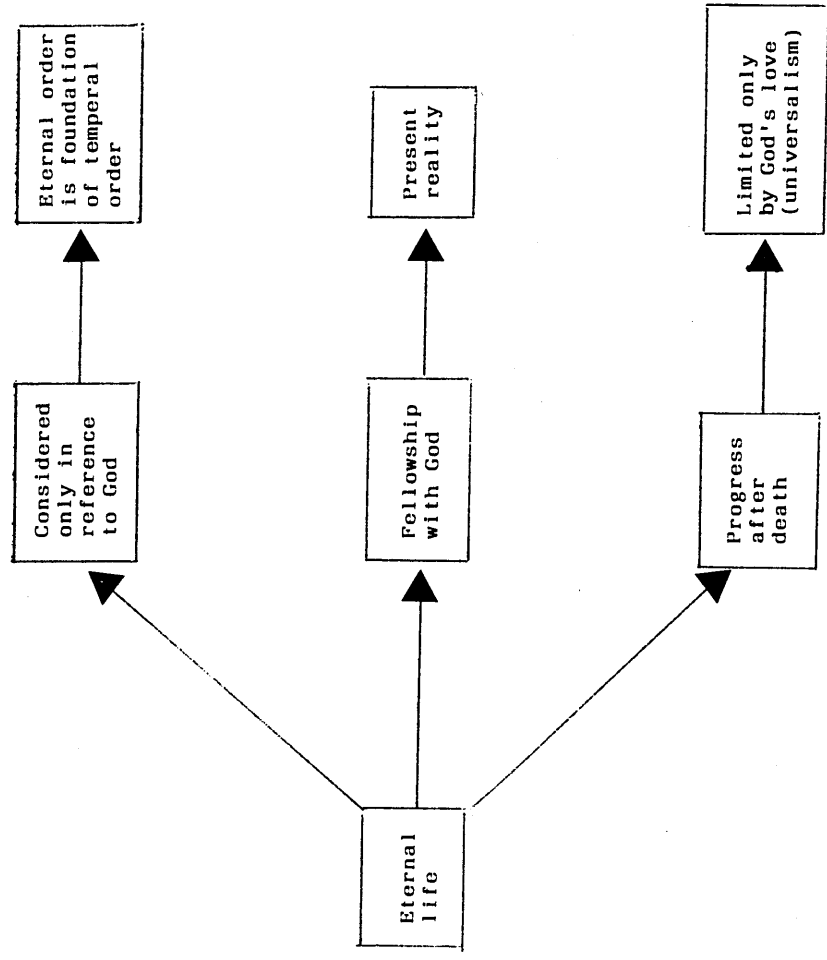 Eternal
life
Considered
only in
reference
to God
Eternal order
is foundation
of temperal
order
Fellowship
with God
Present
reality
Progress
after
death
Limited only
by God's love
(universalism)